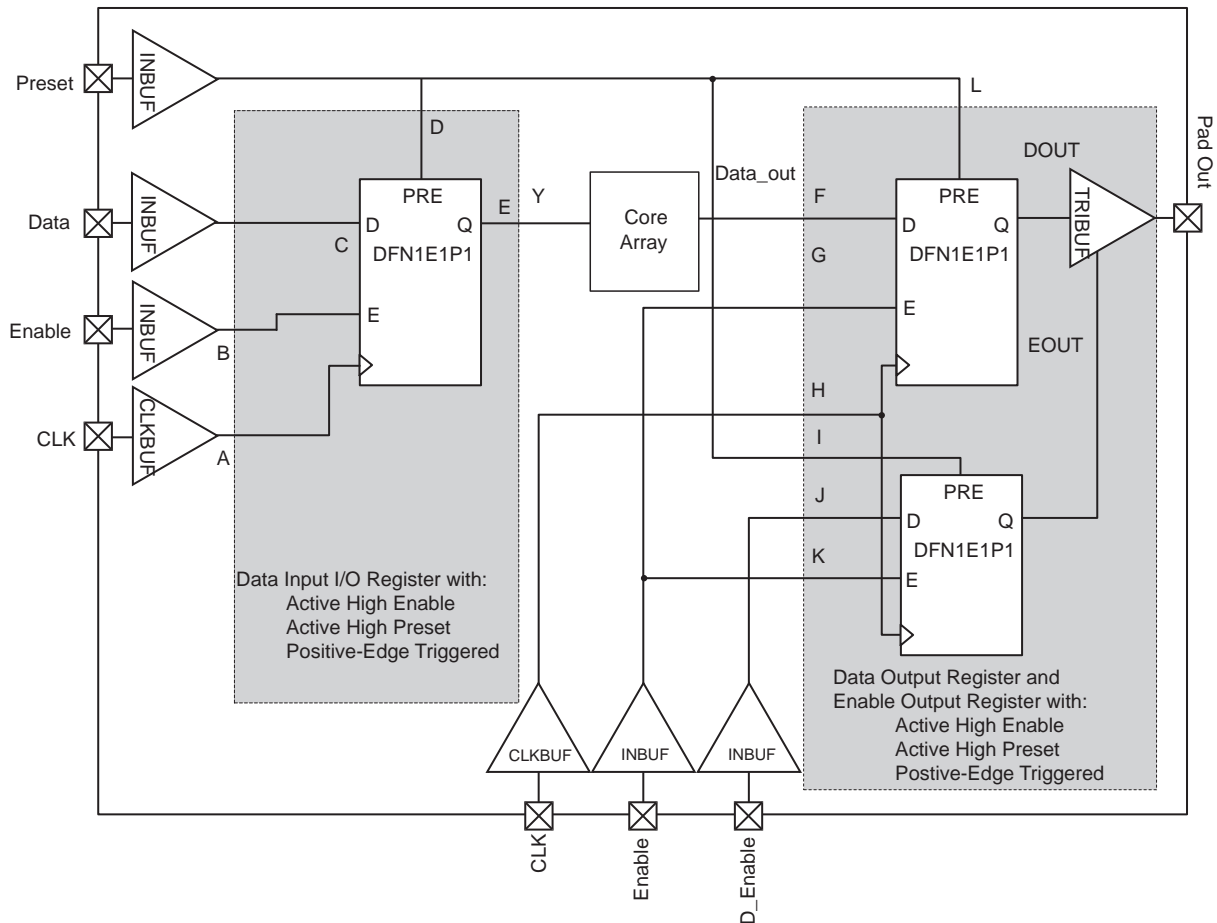 Preset
INBUF
L
D
Pad Out
DOUT
Data_out
PRE
PRE
TRIBUF
INBUF
Data
C
D
Q
DFN1E1P1
E
Y
Core
Array
F
G
D
Q
DFN1E1P1
Enable
INBUF
B
E
E
EOUT
CLK
CLKBUF
A
H
I
J
K
PRE
D
Q
DFN1E1P1
E
Data Input I/O Register with:
Active High Enable
Active High Preset
Positive-Edge Triggered
Data Output Register and
Enable Output Register with:
Active High Enable
Active High Preset
Postive-Edge Triggered
CLKBUF
INBUF
INBUF
CLK
Enable
D_Enable